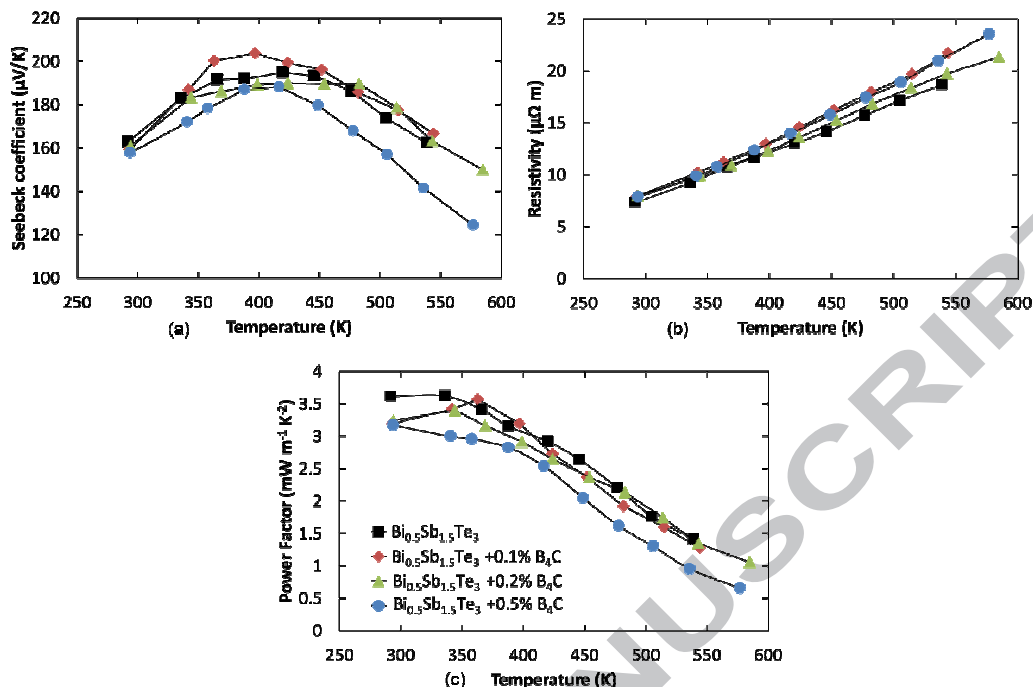 220
200
180
160
140
120
100
Seebeck coefficient (µV/K)
250 300 350 400 450 500 550 600
(a) Temperature (K)
25
20
15
10
5
0
Resistivity (µΩ m)
250 300 350 400 450 500 550 600
(b) Temperature (K)
4
3.5
3
2.5
2
1.5
1
0.5
0
Power Factor (mW m⁻¹ K⁻²)
250 300 350 400 450 500 550 600
Bi₀.₅Sb₁.₅Te₃
Bi₀.₅Sb₁.₅Te₃ +0.1% B₄C
Bi₀.₅Sb₁.₅Te₃ +0.2% B₄C
Bi₀.₅Sb₁.₅Te₃ +0.5% B₄C
(c) Temperature (K)
NUSCRIPT